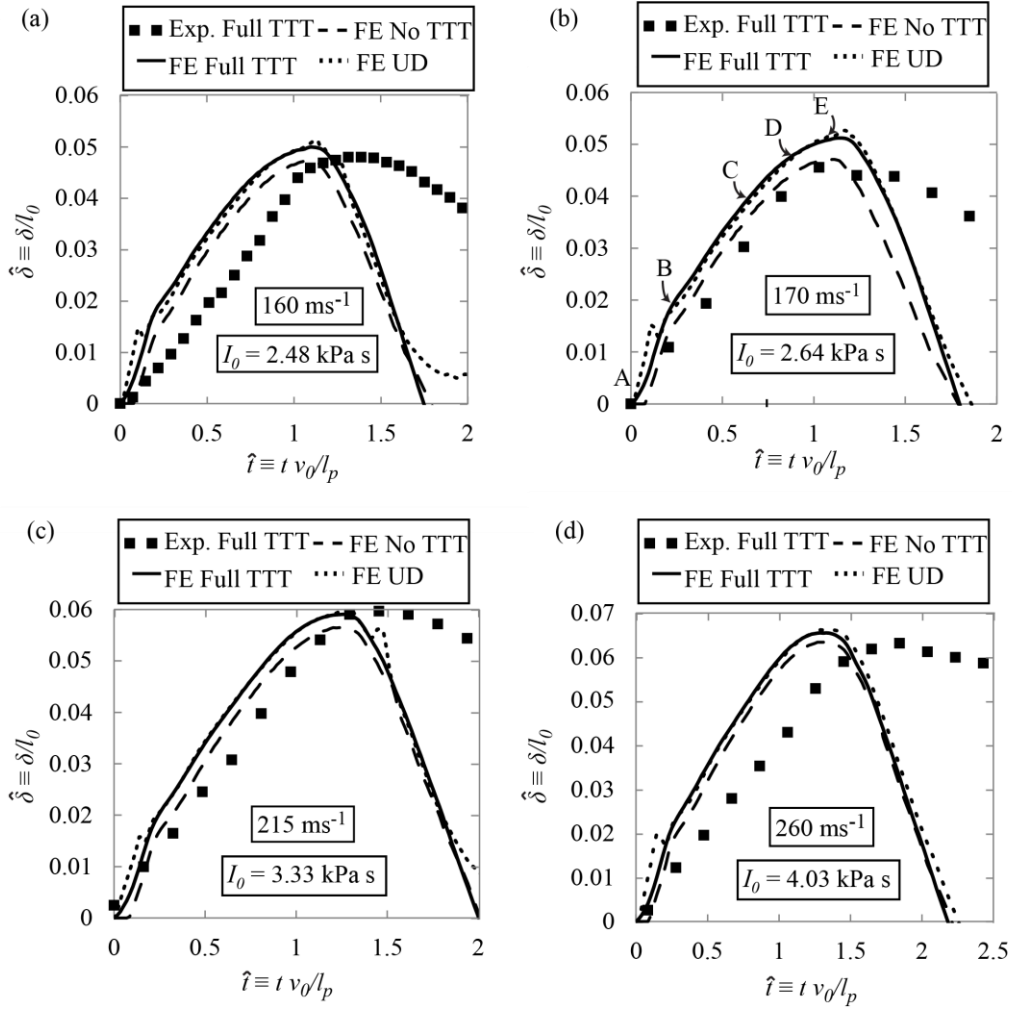 (a)
Exp. Full TTT FE No TTT
FE Full TTT FE UD
0.06
0.05
0.04
0.03
0.02
0.01
0
δ̂ ≡ δ/l₀
160 ms⁻¹
I₀ = 2.48 kPa s
0 0.5 1 1.5 2
t̂ ≡ t v₀/lₚ
(b)
Exp. Full TTT FE No TTT
FE Full TTT FE UD
0.06
0.05
0.04
0.03
0.02
0.01
0
δ̂ ≡ δ/l₀
A
B
C
D
E
170 ms⁻¹
I₀ = 2.64 kPa s
0 0.5 1 1.5 2
t̂ ≡ t v₀/lₚ
(c)
Exp. Full TTT FE No TTT
FE Full TTT FE UD
0.06
0.05
0.04
0.03
0.02
0.01
0
δ̂ ≡ δ/l₀
215 ms⁻¹
I₀ = 3.33 kPa s
0 0.5 1 1.5 2
t̂ ≡ t v₀/lₚ
(d)
Exp. Full TTT FE No TTT
FE Full TTT FE UD
0.07
0.06
0.05
0.04
0.03
0.02
0.01
0
δ̂ ≡ δ/l₀
260 ms⁻¹
I₀ = 4.03 kPa s
0 0.5 1 1.5 2 2.5
t̂ ≡ t v₀/lₚ